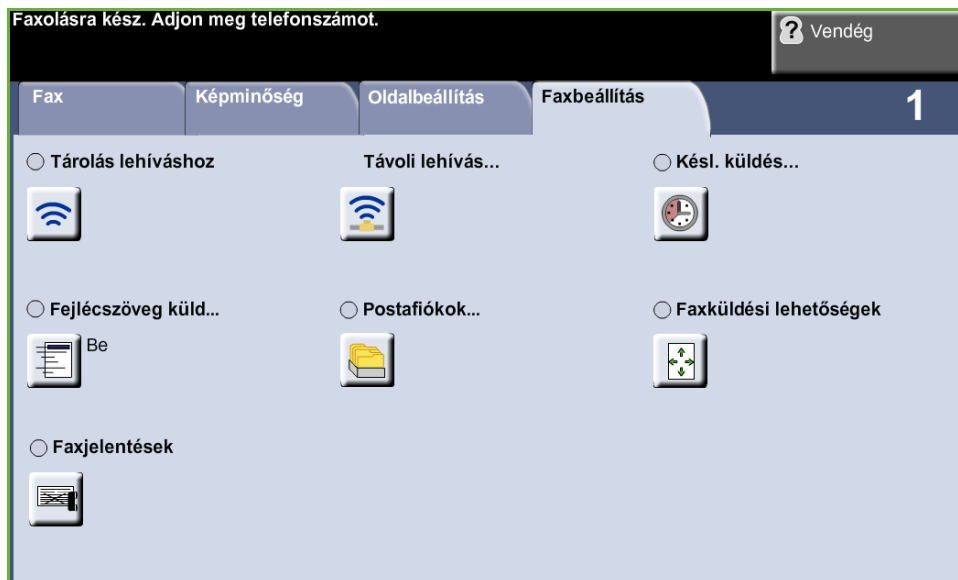 Faxolásra kész. Adjon meg telefonszámot.
? Vendég
Fax Képminőség Oldalbeállítás Faxbeállítás 1
Tárolás lehíváshoz Távoli lehívás... Késl. küldés...
Fejlécszöveg küld... Postafiókok... Faxküldési lehetőségek
Be
Faxjelentések